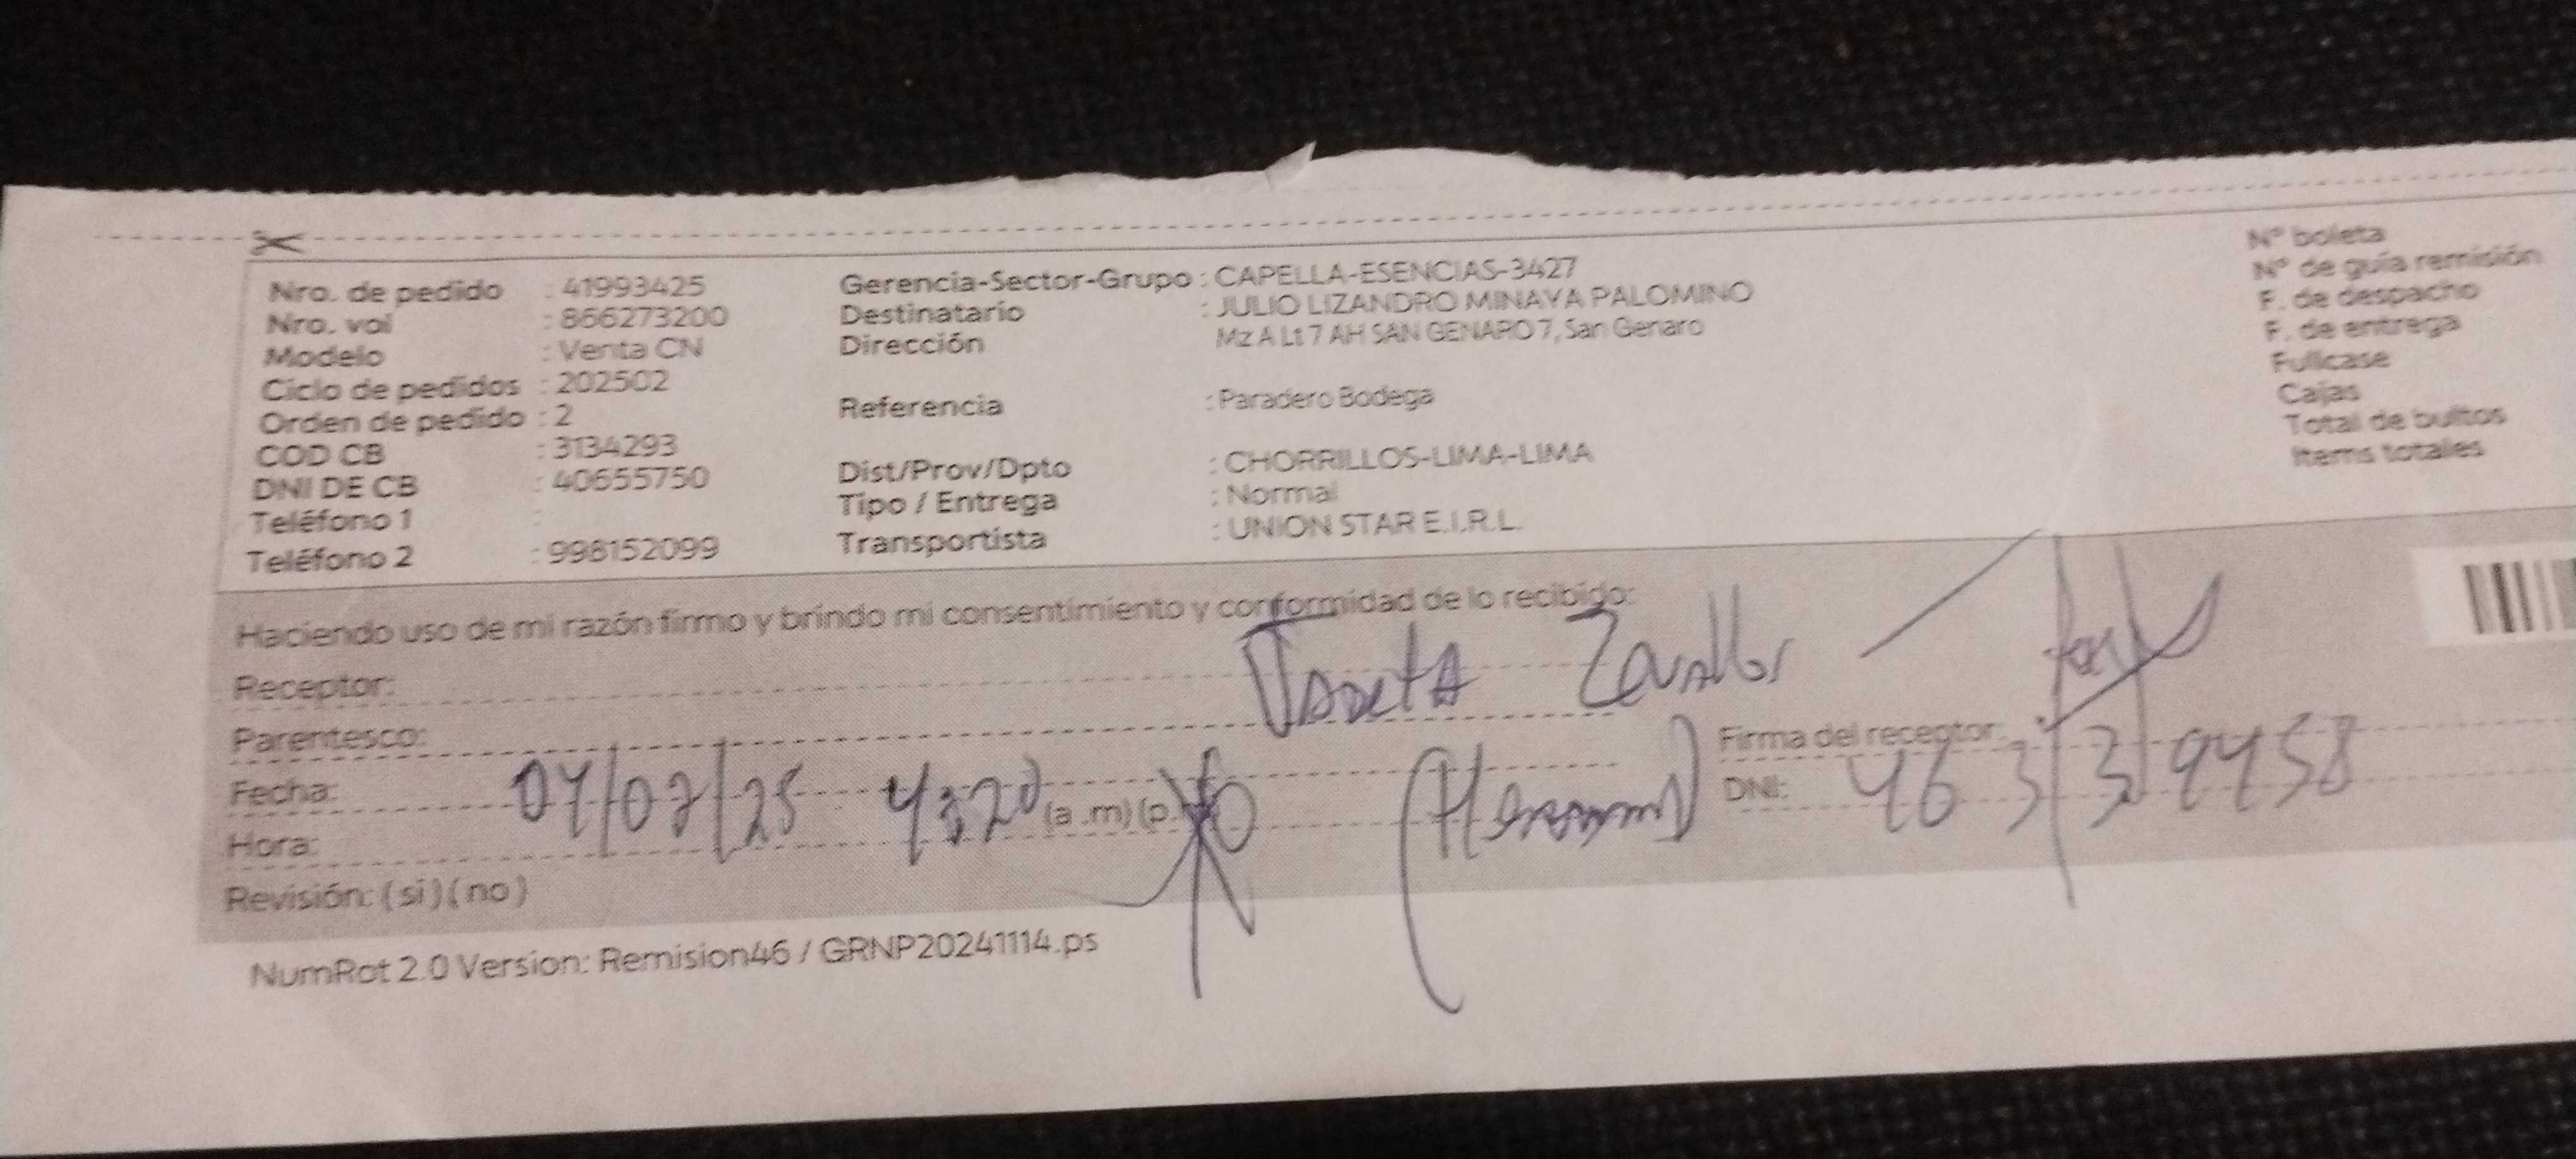 Nro. de pedido : 41993425
Nro. vol : 866273200
Modelo : Venta CN
Ciclo de pedidos : 202502
Orden de pedido : 2
COD CB : 3134293
DNI DE CB : 40655750
Teléfono 1 :
Teléfono 2 : 998152099
Gerencia-Sector-Grupo : CAPELLA-ESENCIAS-3427
Destinatario : JULIO LIZANDRO MINAYA PALOMINO
Dirección Mz A Lt 7 AH SAN GENARO 7, San Genaro
Referencia : Paradero Bodega
Dist/Prov/Dpto : CHORRILLOS-LIMA-LIMA
Tipo / Entrega : Normal
Transportista : UNION STAR E.I.R.L.
N° boleta
N° de guía remisión
F. de despacho
F. de entrega
Fullcase
Cajas
Total de bultos
Items totales
Haciendo uso de mi razón firmo y brindo mi consentimiento y conformidad de lo recibido:
Receptor:
Parentesco:
Firma del receptor:
Fecha: 04/02/25 4:20 (a .m) (p.
DNI:
Hora:
Revisión: ( si ) ( no )
NumRot 2.0 Version: Remision46 / GRNP20241114.ps